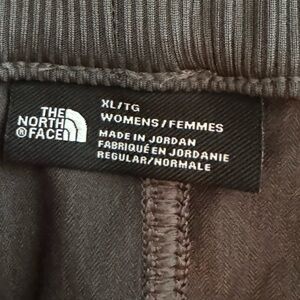 THE
NORTH
®FACE
XL/TG
WOMENS/FEMMES
MADE IN JORDAN
FABRIQUÉ EN JORDANIE
REGULAR/NORMALE